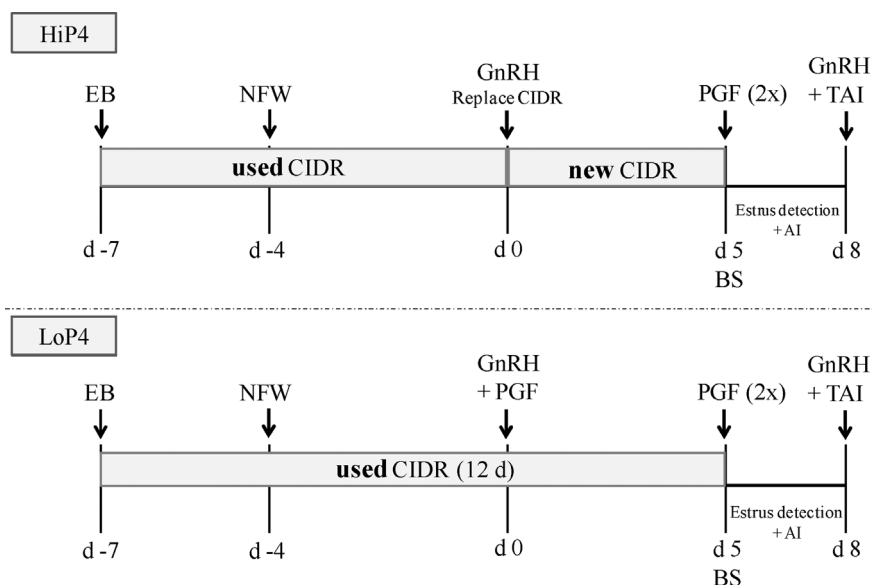 HiP4
GnRH
GnRH
EB
NFW
Replace CIDR
PGF (2x)
+ TAI
used CIDR
new CIDR
Estrus detection
+AI
d -7
d -4
d 0
d 5
d 8
BS
LoP4
GnRH
GnRH
EB
NFW
+ PGF
PGF (2x)
+ TAI
used CIDR (12 d)
Estrus detection
+AI
d -7
d -4
d 0
d 5
d 8
BS